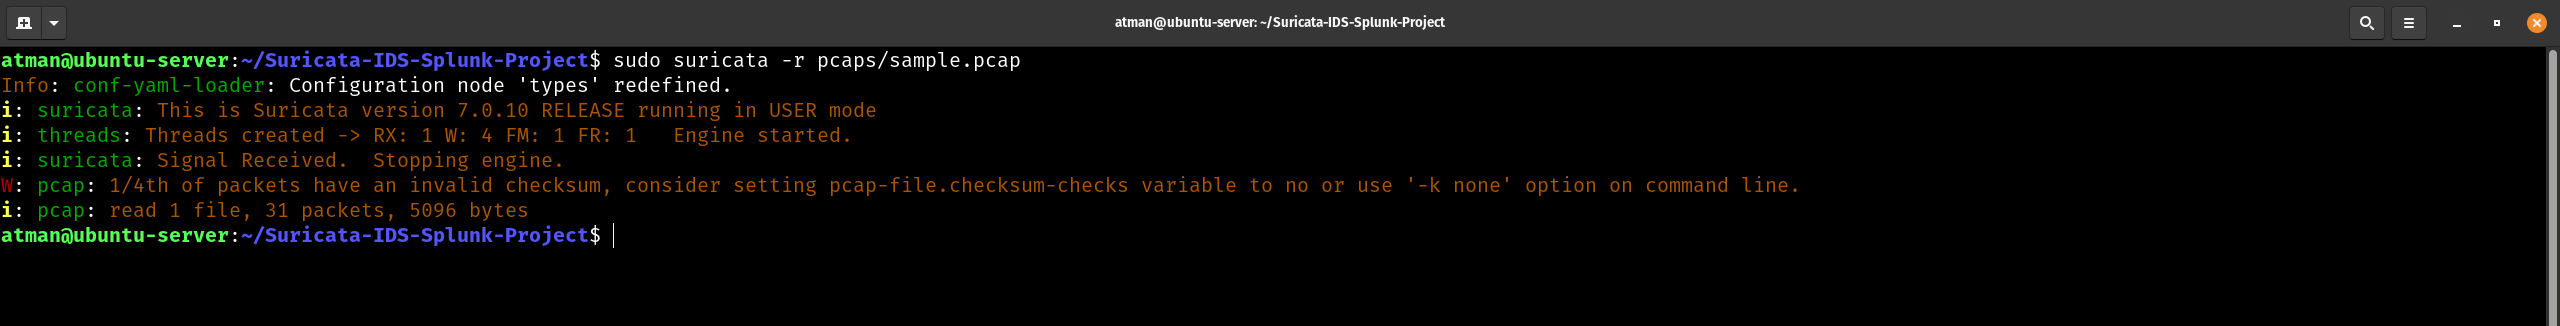 atman@ubuntu-server: ~/Suricata-IDS-Splunk-Project
atman@ubuntu-server:~/Suricata-IDS-Splunk-Project$ sudo suricata -r pcaps/sample.pcap
Info: conf-yaml-loader: Configuration node 'types' redefined.
i: suricata: This is Suricata version 7.0.10 RELEASE running in USER mode
i: threads: Threads created -> RX: 1 W: 4 FM: 1 FR: 1   Engine started.
i: suricata: Signal Received.  Stopping engine.
W: pcap: 1/4th of packets have an invalid checksum, consider setting pcap-file.checksum-checks variable to no or use '-k none' option on command line.
i: pcap: read 1 file, 31 packets, 5096 bytes
atman@ubuntu-server:~/Suricata-IDS-Splunk-Project$